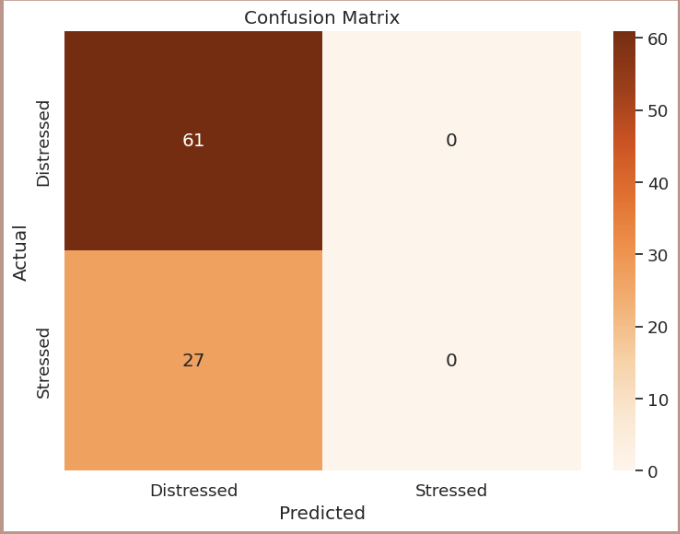 Confusion Matrix
Actual
Distressed
61
0
Stressed
27
0
Distressed
Stressed
Predicted
60
50
40
30
20
10
0